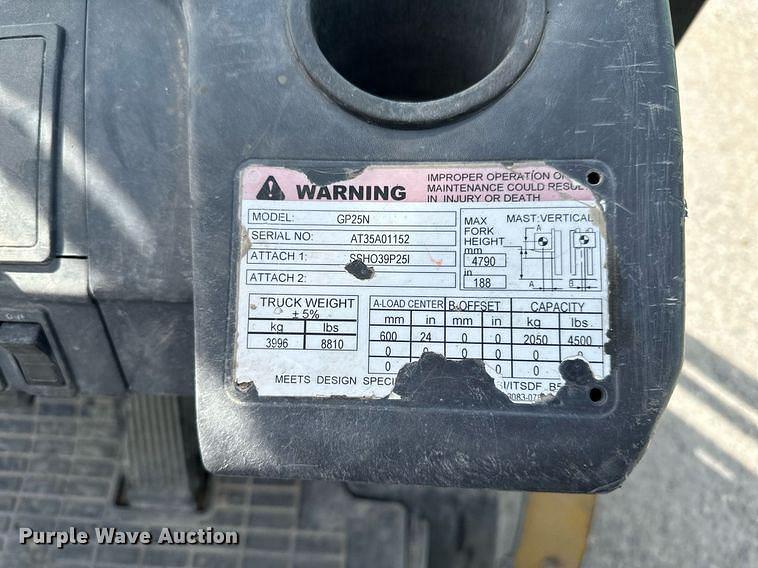 WARNING
IMPROPER OPERATION
MAINTENANCE COULD RESUL
IN INJURY OR DEATH
MODEL: GP25N
SERIAL NO: AT35A01152
ATTACH 1: SSHO39P25I
ATTACH 2:
MAX
FORK
HEIGHT
mm
4790
in
188
MAST:VERTICAL
A
A B
TRUCK WEIGHT
± 5%
kg lbs
3996 8810
A-LOAD CENTER B-OFFSET CAPACITY
mm in mm in kg lbs
600 24 0 0 2050 4500
0 0 0 0 0
0 0 0
MEETS DESIGN SPECI
I/ITSDF B5
Purple Wave Auction